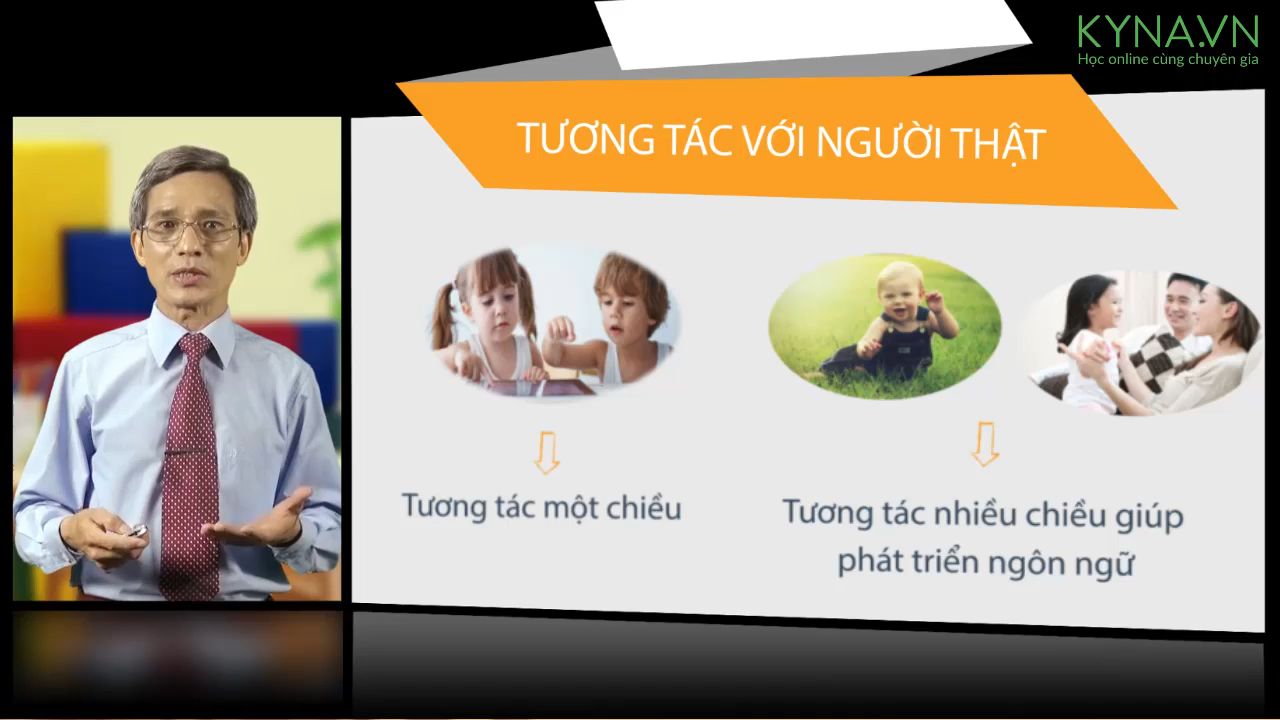 KYNA.VN
Học online cùng chuyên gia
TƯƠNG TÁC VỚI NGƯỜI THẬT
Tương tác một chiều
Tương tác nhiều chiều giúp
phát triển ngôn ngữ